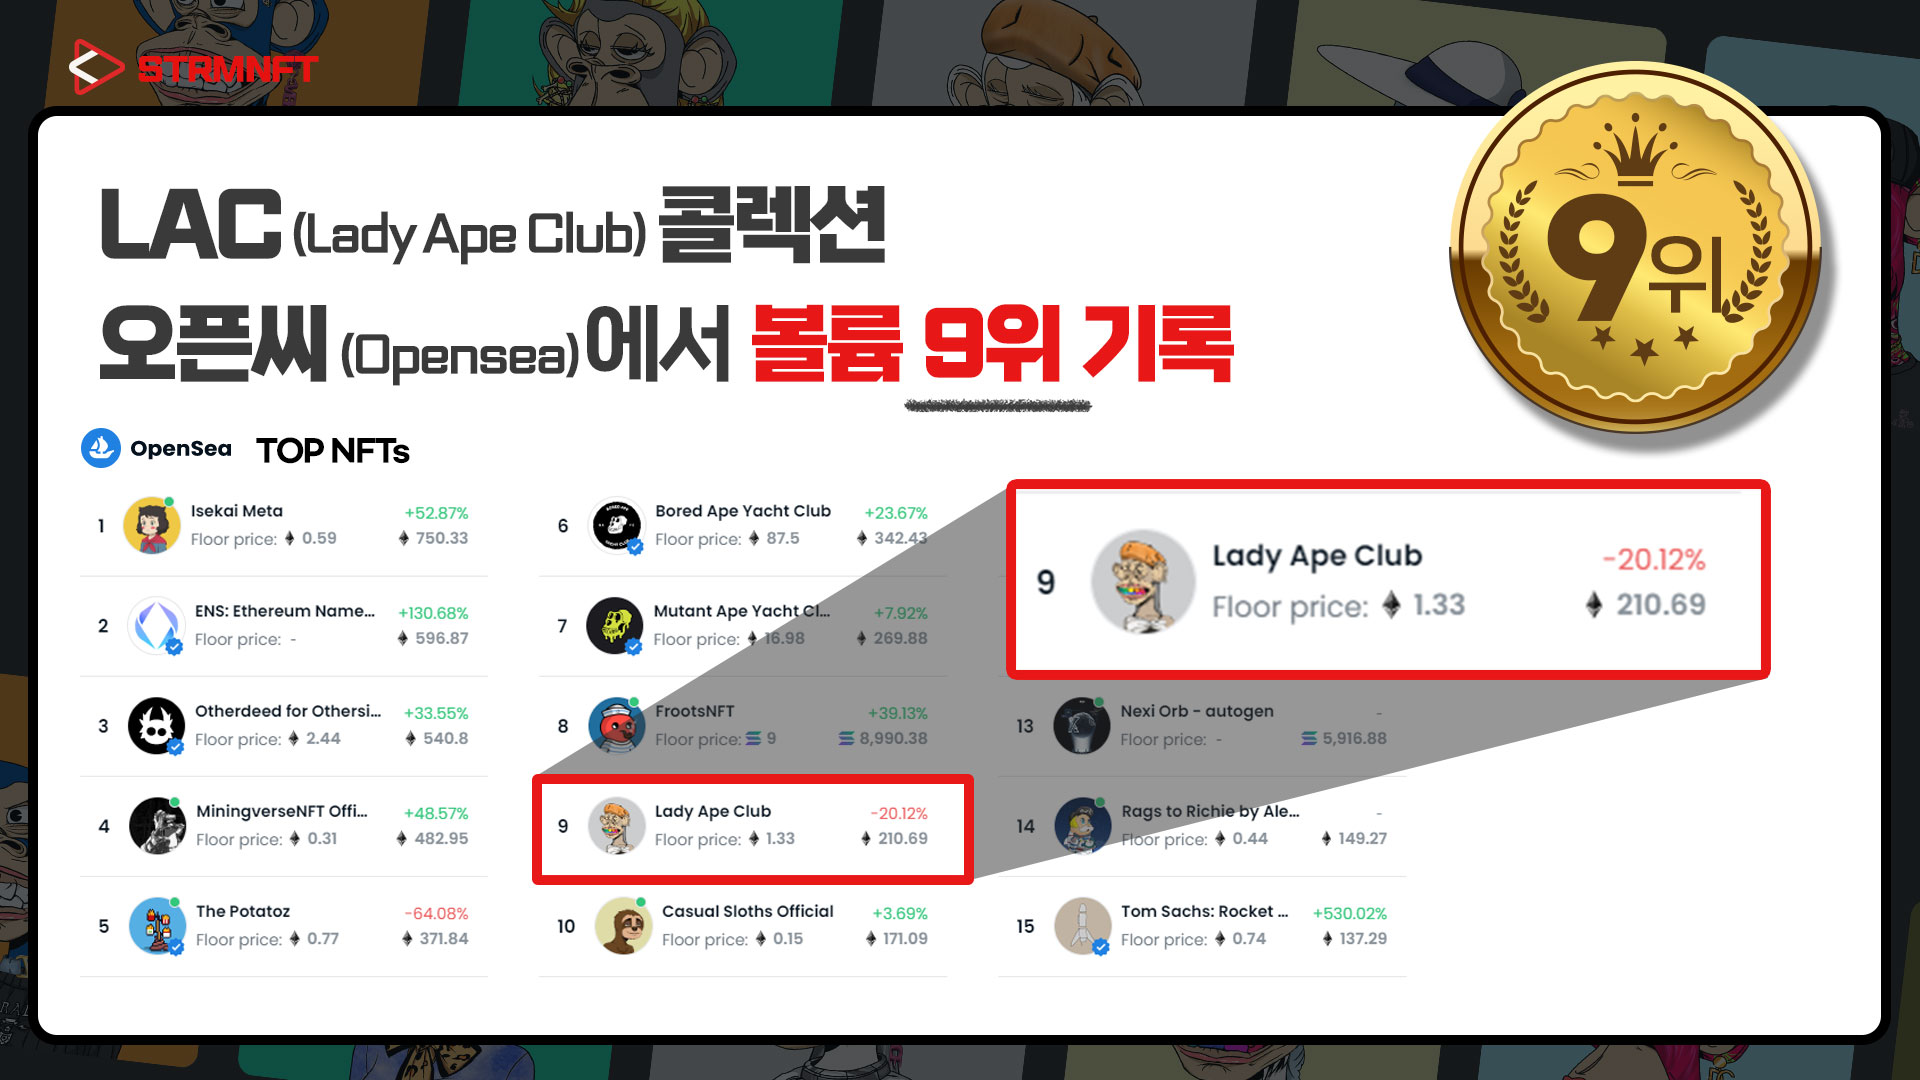 STRMNFT
LAC (Lady Ape Club) 콜렉션
오픈씨 (Opensea)에서 볼륨 9위 기록
9위
OpenSea TOP NFTs
1 Isekai Meta +52.87%
Floor price: 0.59 750.33
2 ENS: Ethereum Name... +130.68%
Floor price: - 596.87
3 Otherdeed for Othersi... +33.55%
Floor price: 2.44 540.8
4 MiningverseNFT Offi... +48.57%
Floor price: 0.31 482.95
5 The Potatoz -64.08%
Floor price: 0.77 371.84
6 Bored Ape Yacht Club +23.67%
Floor price: 87.5 342.43
7 Mutant Ape Yacht Cl... +7.92%
Floor price: 16.98 269.88
8 FrootsNFT +39.13%
Floor price: 9 8,990.38
9 Lady Ape Club -20.12%
Floor price: 1.33 210.69
10 Casual Sloths Official +3.69%
Floor price: 0.15 171.09
9 Lady Ape Club -20.12%
Floor price: 1.33 210.69
13 Nexi Orb - autogen -
Floor price: - 5,916.88
14 Rags to Richie by Ale... -
Floor price: 0.44 149.27
15 Tom Sachs: Rocket ... +530.02%
Floor price: 0.74 137.29